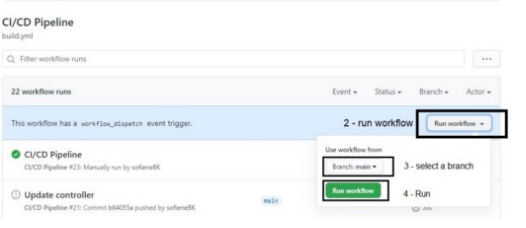 CI/CD Pipeline
build.yml
Filter workflow runs
22 workflow runs
Event
Status
Branch
Actor
This workflow has a workflow_dispatch event trigger.
2 - run workflow
Run workflow
Use workflow from
Branch: main
3 - select a branch
Run workflow
4 - Run
CI/CD Pipeline
CI/CD Pipeline #23: Manually run by sofieneBK
Update controller
main
CI/CD Pipeline #21: Commit b64055a pushed by sofieneBK